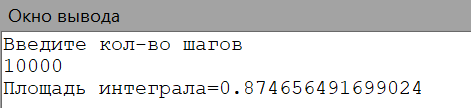 Окно вывода
Введите кол-во шагов
10000
Площадь интеграла=0.874656491699024